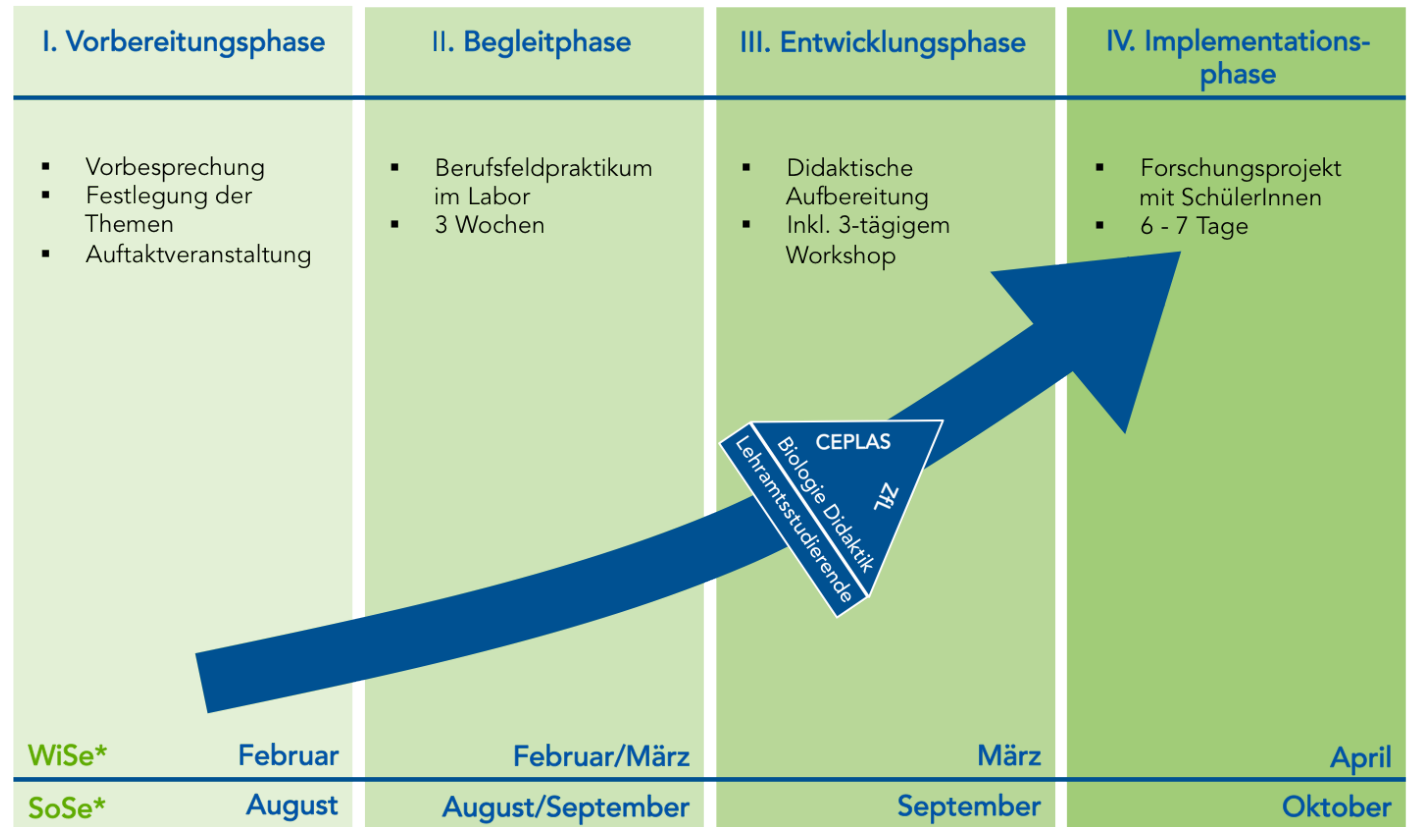 I. Vorbereitungsphase
▪ Vorbesprechung
▪ Festlegung der
Themen
▪ Auftaktveranstaltung
II. Begleitphase
▪ Berufsfeldpraktikum
im Labor
▪ 3 Wochen
III. Entwicklungsphase
▪ Didaktische
Aufbereitung
▪ Inkl. 3-tägigem
Workshop
IV. Implementations-
phase
▪ Forschungsprojekt
mit SchülerInnen
▪ 6 - 7 Tage
CEPLAS
ZfL
Biologie Didaktik
Lehramtsstudierende
WiSe* Februar Februar/März März April
SoSe* August August/September September Oktober